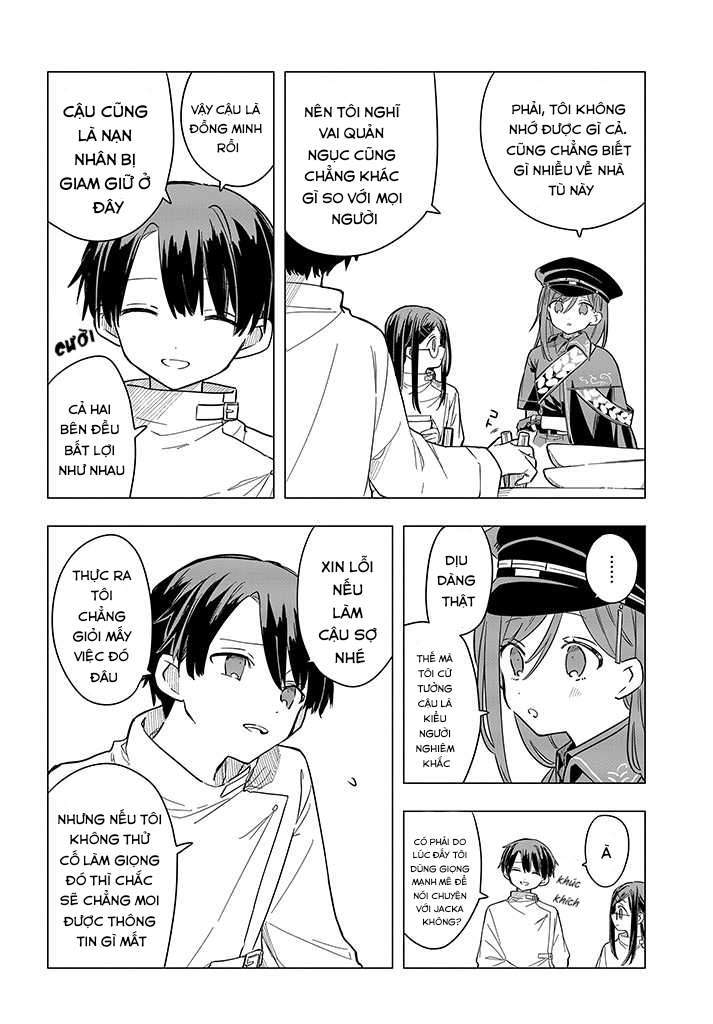 PHẢI, TÔI KHÔNG
NHỚ ĐƯỢC GÌ CẢ.
CŨNG CHẲNG BIẾT
GÌ NHIỀU VỀ NHÀ
TÙ NÀY
NÊN TÔI NGHĨ
VAI QUẢN
NGỤC CŨNG
CHẲNG KHÁC
GÌ SO VỚI MỌI
NGƯỜI
TU
VẬY CẬU LÀ
ĐỒNG MINH
RỒI
CẬU CŨNG
LÀ NẠN
NHÂN BỊ
GIAM GIỮ Ở
ĐÂY
CƯỜI
CẢ HAI
BÊN ĐỀU
BẤT LỢI
NHƯ NHAU
......
DỊU
DÀNG
THẬT
THẾ MÀ
TÔI CỨ
TƯỞNG
CẬU LÀ
KIỂU
NGƯỜI
NGHIÊM
KHẮC
À
CÓ PHẢI DO
LÚC ĐẤY TÔI
DÙNG GIỌNG
MẠNH MẼ ĐỂ
NÓI CHUYỆN
VỚI JACKA
KHÔNG?
khúc
khích
XIN LỖI
NẾU
LÀM
CẬU SỢ
NHÉ
THỰC RA
TÔI
CHẲNG
GIỎI MẤY
VIỆC ĐÓ
ĐÂU
NHƯNG NẾU TÔI
KHÔNG THỬ
CỐ LÀM GIỌNG
ĐÓ THÌ CHẮC
SẼ CHẲNG MOI
ĐƯỢC THÔNG
TIN GÌ MẤT